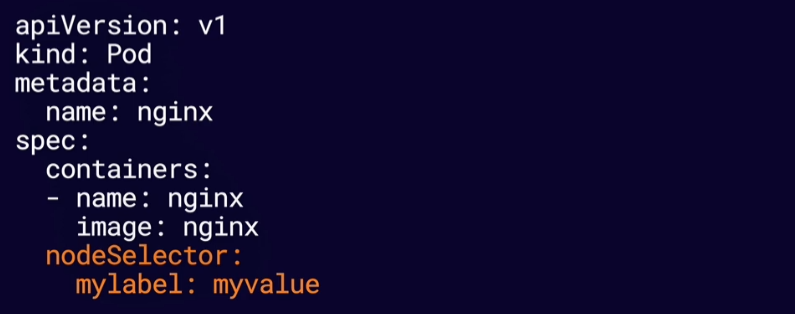 apiVersion: v1
kind: Pod
metadata:
  name: nginx
spec:
  containers:
  - name: nginx
    image: nginx
  nodeSelector:
    mylabel: myvalue